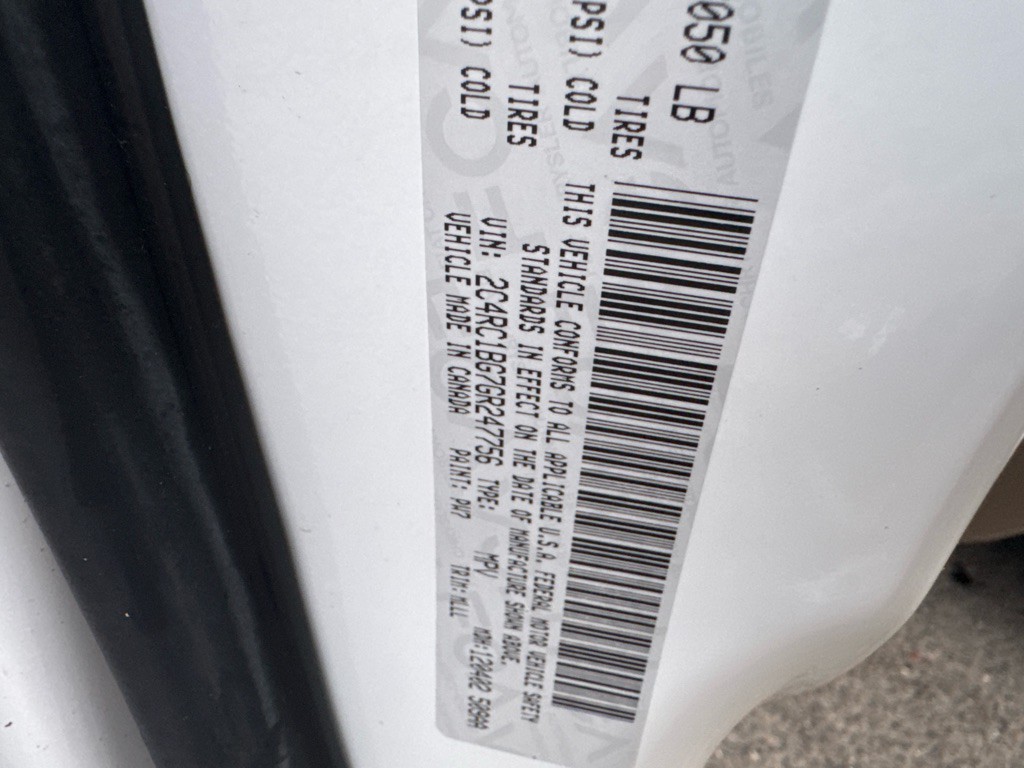 050 LB
TIRES
PSI) COLD
TIRES
PSI) COLD
THIS VEHICLE CONFORMS TO ALL APPLICABLE U.S.A. FEDERAL MOTOR VEHICLE SAFETY
STANDARDS IN EFFECT ON THE DATE OF MANUFACTURE SHOWN ABOVE.
VIN: 2C4RC1BG7GR247756 TYPE: MPV
VEHICLE MADE IN CANADA PAINT: PW7 TRIM:MLLL